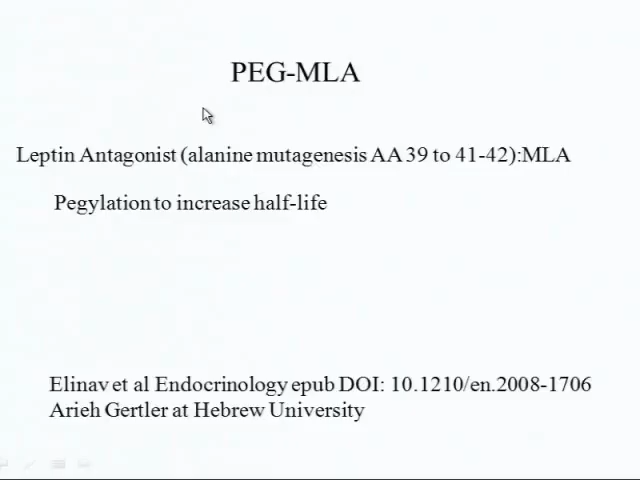 PEG-MLA
Leptin Antagonist (alanine mutagenesis AA 39 to 41-42):MLA
Pegylation to increase half-life
Elinav et al Endocrinology epub DOI: 10.1210/en.2008-1706
Arieh Gertler at Hebrew University